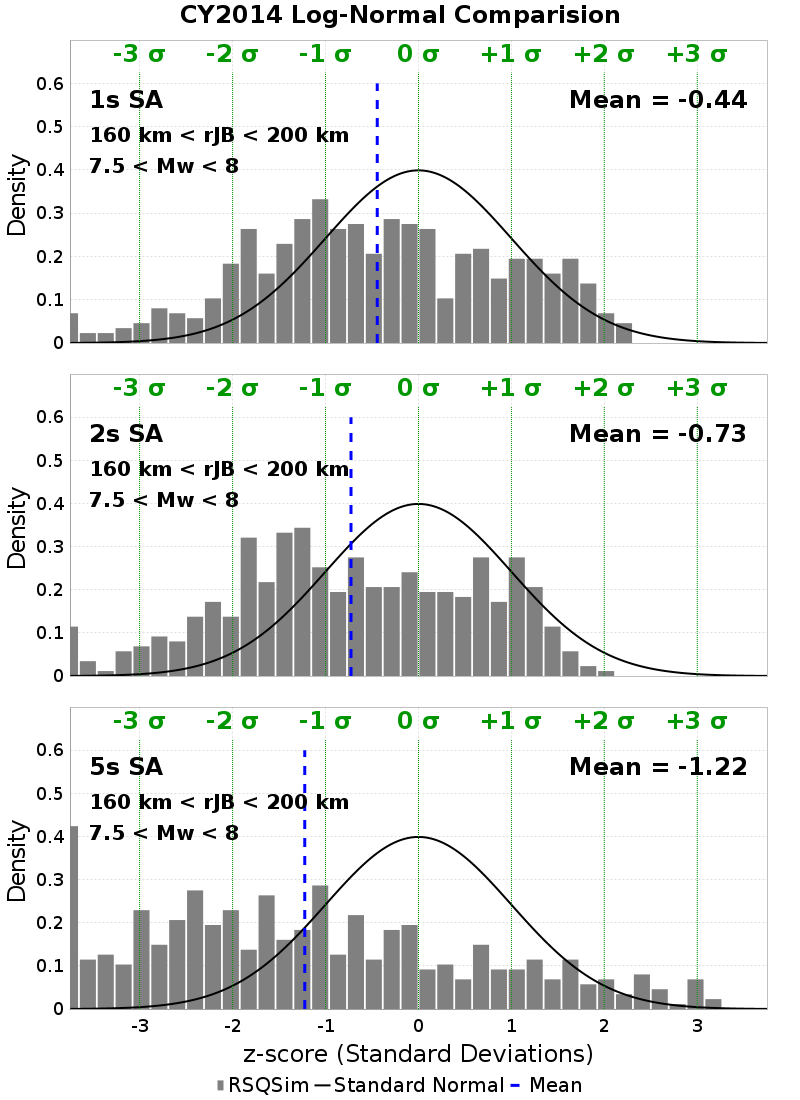 CY2014 Log-Normal Comparision
-3 σ -2 σ -1 σ 0 σ +1 σ +2 σ +3 σ
1s SA
Mean = -0.44
160 km < rJB < 200 km
7.5 < Mw < 8
0.6
0.5
0.4
0.3
0.2
0.1
0
Density
-3 σ -2 σ -1 σ 0 σ +1 σ +2 σ +3 σ
2s SA
Mean = -0.73
160 km < rJB < 200 km
7.5 < Mw < 8
0.6
0.5
0.4
0.3
0.2
0.1
0
Density
-3 σ -2 σ -1 σ 0 σ +1 σ +2 σ +3 σ
5s SA
Mean = -1.22
160 km < rJB < 200 km
7.5 < Mw < 8
0.6
0.5
0.4
0.3
0.2
0.1
0
Density
-3 -2 -1 0 1 2 3
z-score (Standard Deviations)
RSQSim Standard Normal Mean